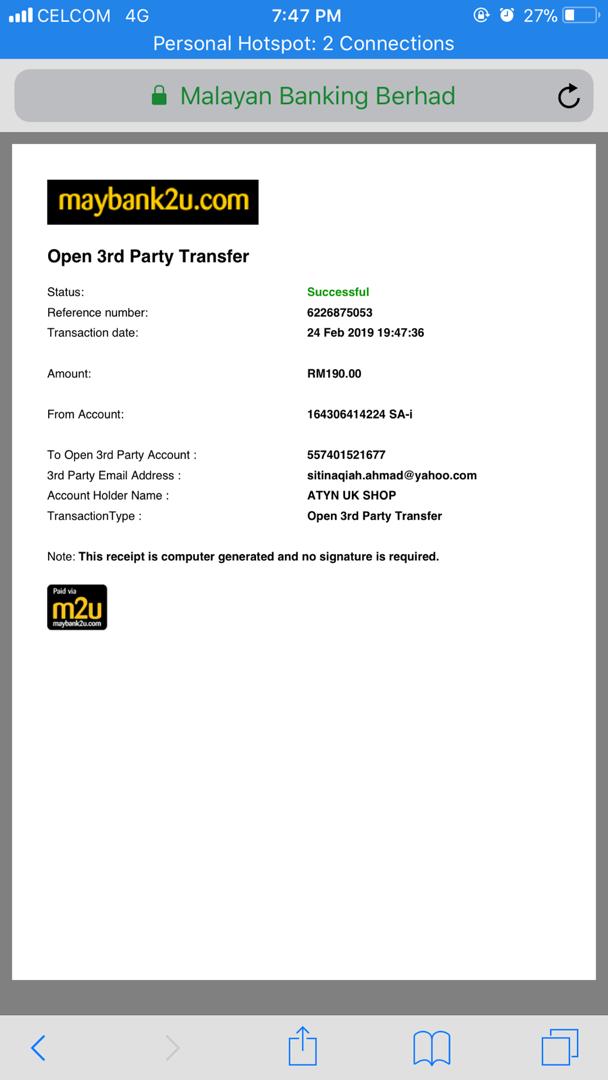 CELCOM 4G 7:47 PM 27%
Personal Hotspot: 2 Connections
Malayan Banking Berhad
maybank2u.com
Open 3rd Party Transfer
Status: Successful
Reference number: 6226875053
Transaction date: 24 Feb 2019 19:47:36
Amount: RM190.00
From Account: 164306414224 SA-i
To Open 3rd Party Account : 557401521677
3rd Party Email Address : sitinaqiah.ahmad@yahoo.com
Account Holder Name : ATYN UK SHOP
TransactionType : Open 3rd Party Transfer
Note: This receipt is computer generated and no signature is required.
Paid via
m2u
maybank2u.com